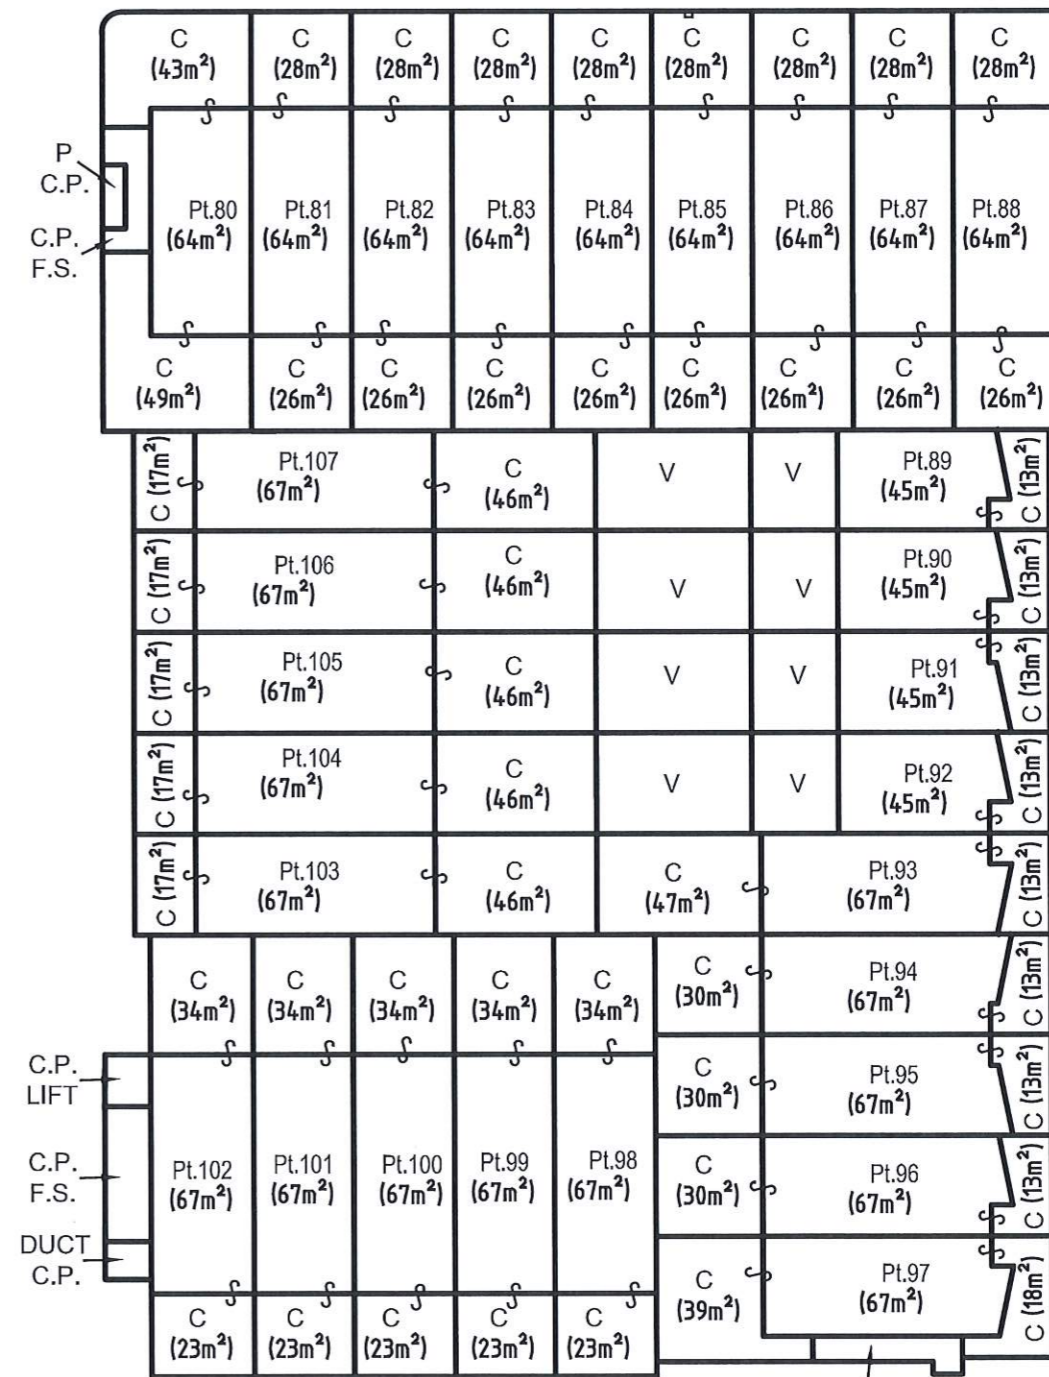 C C C C C C C C C
(43m²) (28m²) (28m²) (28m²) (28m²) (28m²) (28m²) (28m²) (28m²)
P
C.P.
C.P.
F.S.
Pt.80 Pt.81 Pt.82 Pt.83 Pt.84 Pt.85 Pt.86 Pt.87 Pt.88
(64m²) (64m²) (64m²) (64m²) (64m²) (64m²) (64m²) (64m²) (64m²)
C C C C C C C C C
(49m²) (26m²) (26m²) (26m²) (26m²) (26m²) (26m²) (26m²) (26m²)
C (17m²)
Pt.107
(67m²)
C
(46m²)
V
V
Pt.89
(45m²)
C (13m²)
C (17m²)
Pt.106
(67m²)
C
(46m²)
V
V
Pt.90
(45m²)
C (13m²)
C (17m²)
Pt.105
(67m²)
C
(46m²)
V
V
Pt.91
(45m²)
C (13m²)
C (17m²)
Pt.104
(67m²)
C
(46m²)
V
V
Pt.92
(45m²)
C (13m²)
C (17m²)
Pt.103
(67m²)
C
(46m²)
C
(47m²)
Pt.93
(67m²)
C (13m²)
C C C C C
(34m²) (34m²) (34m²) (34m²) (34m²)
C
(30m²)
Pt.94
(67m²)
C (13m²)
C.P.
LIFT
C
(30m²)
Pt.95
(67m²)
C (13m²)
C.P.
F.S.
Pt.102 Pt.101 Pt.100 Pt.99 Pt.98
(67m²) (67m²) (67m²) (67m²) (67m²)
C
(30m²)
Pt.96
(67m²)
C (13m²)
DUCT
C.P.
C
(39m²)
Pt.97
(67m²)
C (18m²)
C C C C C
(23m²) (23m²) (23m²) (23m²) (23m²)